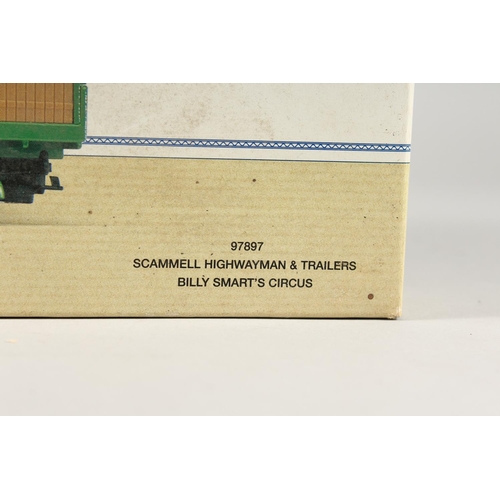 97897
SCAMMELL HIGHWAYMAN & TRAILERS
BILLY SMART'S CIRCUS